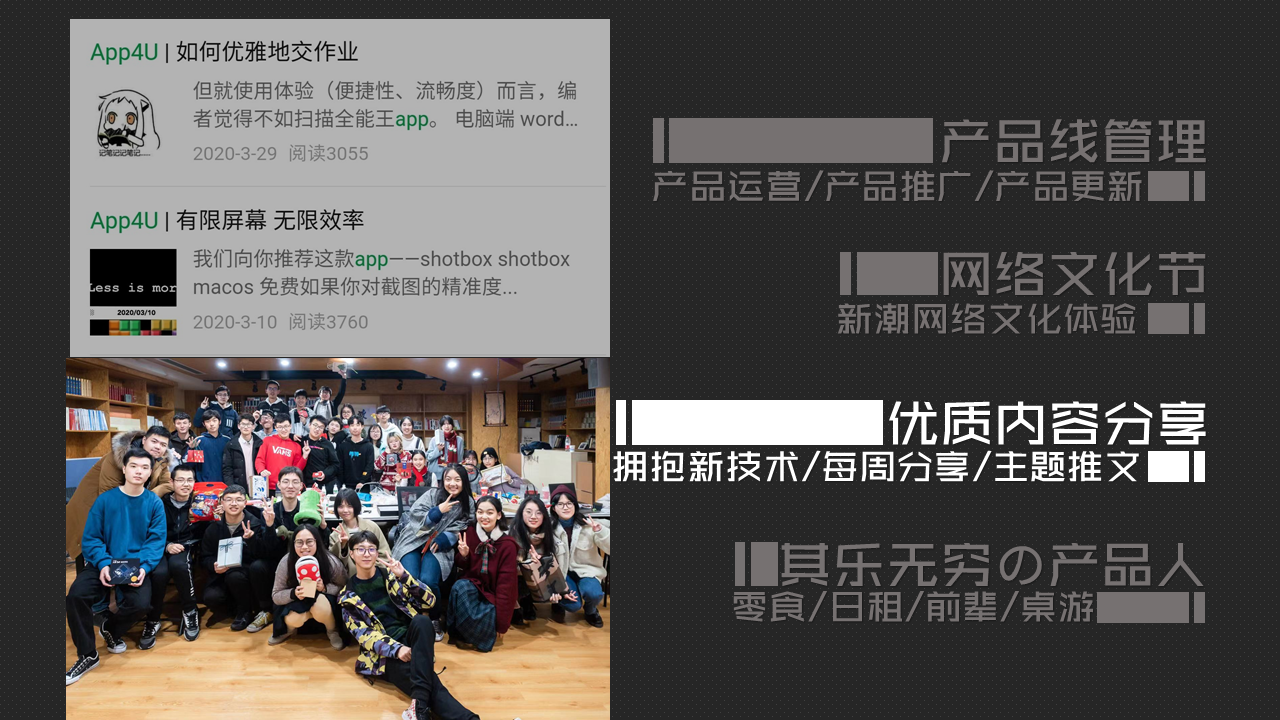 App4U | 如何优雅地交作业
但就使用体验（便捷性、流畅度）而言，编
者觉得不如扫描全能王app。 电脑端 word...
记笔记记笔记......
2020-3-29 阅读3055
App4U | 有限屏幕 无限效率
我们向你推荐这款app——shotbox shotbox
macos 免费如果你对截图的精准度...
Less is mor
2020/03/10
2020-3-10 阅读3760
VANS
产品线管理
产品运营/产品推广/产品更新
网络文化节
新潮网络文化体验
优质内容分享
拥抱新技术/每周分享/主题推文
其乐无穷の产品人
零食/日租/前辈/桌游